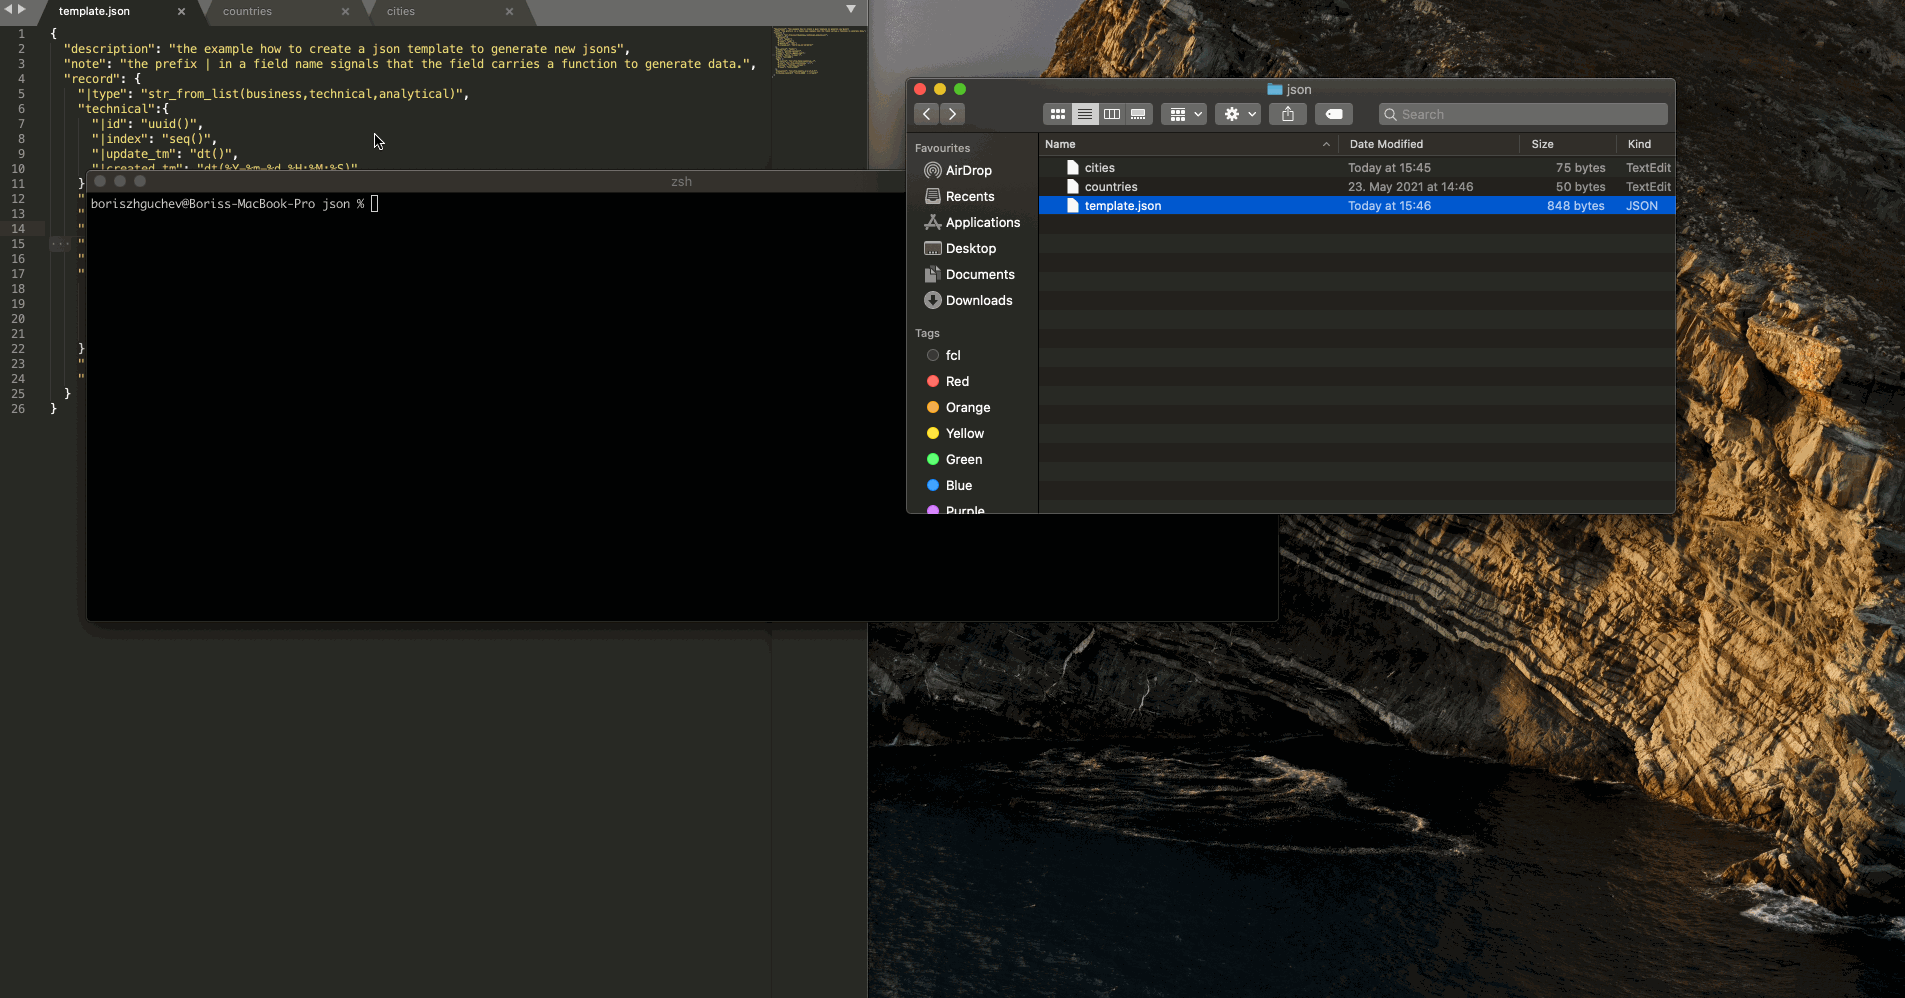 template.json × countries × cities ×
1 {
2 "description": "the example how to create a json template to generate new jsons",
3 "note": "the prefix | in a field name signals that the field carries a function to generate data.",
4 "record": {
5 "|type": "str_from_list(business,technical,analytical)",
6 "technical":{
7 "|id": "uuid()",
8 "|index": "seq()",
9 "|update_tm": "dt()",
10 "|created_tm": "dt(%Y-%m-%d %H:%M:%S)"
11 }
12 "
13 "
14 "
15 "
16 "
17 "
18
19
20
21
22 }
23 "
24 "
25 }
26 }
zsh
boriszhguchev@Boriss-MacBook-Pro json %
json
Search
Favourites
AirDrop
Recents
Applications
Desktop
Documents
Downloads
Tags
fcl
Red
Orange
Yellow
Green
Blue
Purple
Name Date Modified Size Kind
cities Today at 15:45 75 bytes TextEdit
countries 23. May 2021 at 14:46 50 bytes TextEdit
template.json Today at 15:46 848 bytes JSON